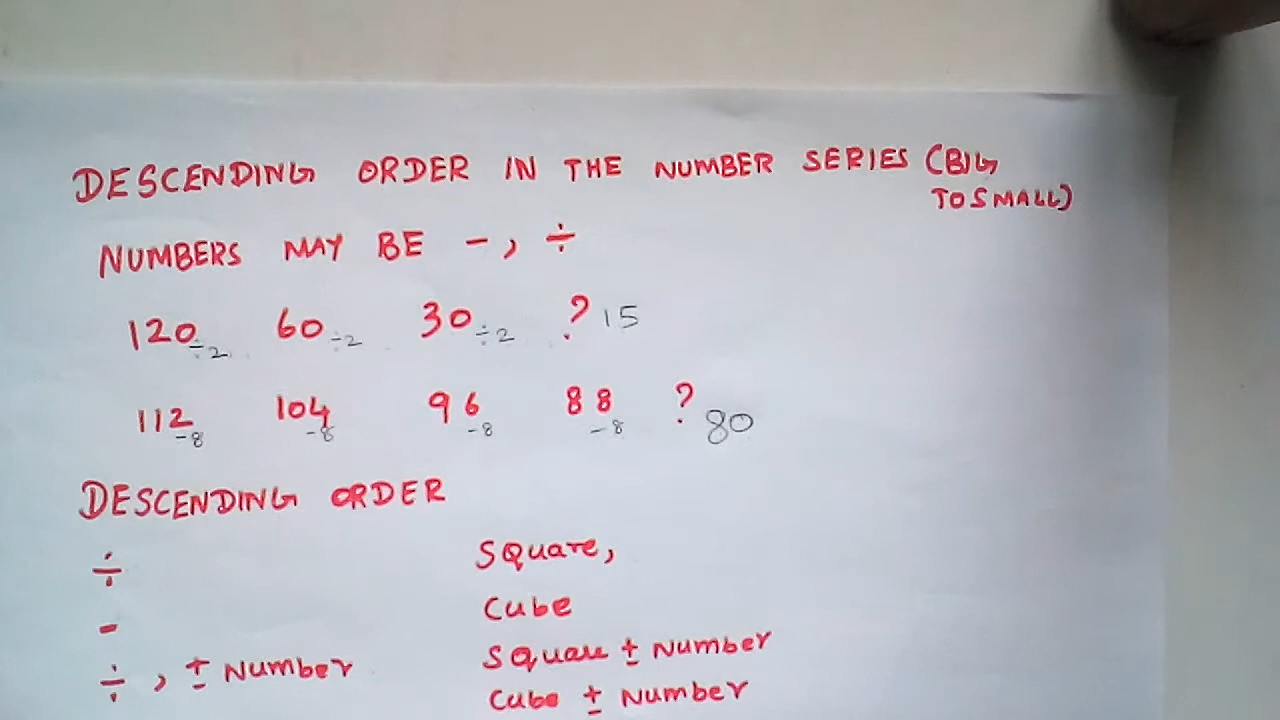 DESCENDING ORDER IN THE NUMBER SERIES (BIG
TO SMALL)
NUMBERS MAY BE -, ÷
120 ÷2 60 ÷2 30 ÷2 ? 15
112 -8 104 -8 96 -8 88 -8 ? 80
DESCENDING ORDER
÷ Square,
- Cube
÷, ± Number Square ± Number
Cube ± Number